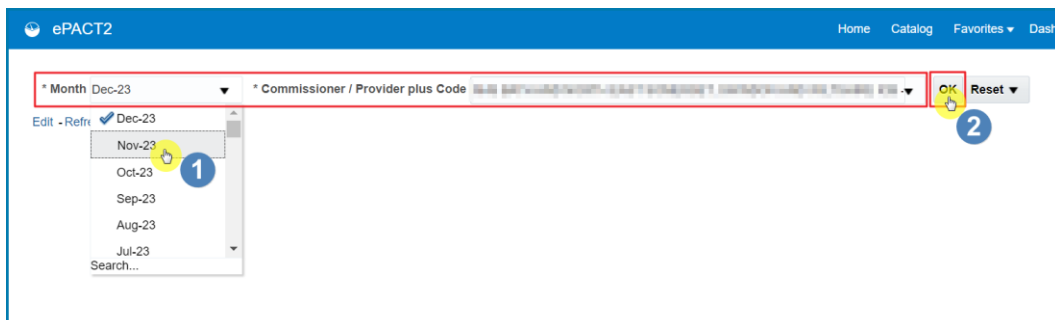 ePACT2 Home Catalog Favorites Dash
* Month Dec-23 * Commissioner / Provider plus Code OK Reset
Edit - Refre Dec-23
Nov-23
1
2
Oct-23
Sep-23
Aug-23
Jul-23
Search...